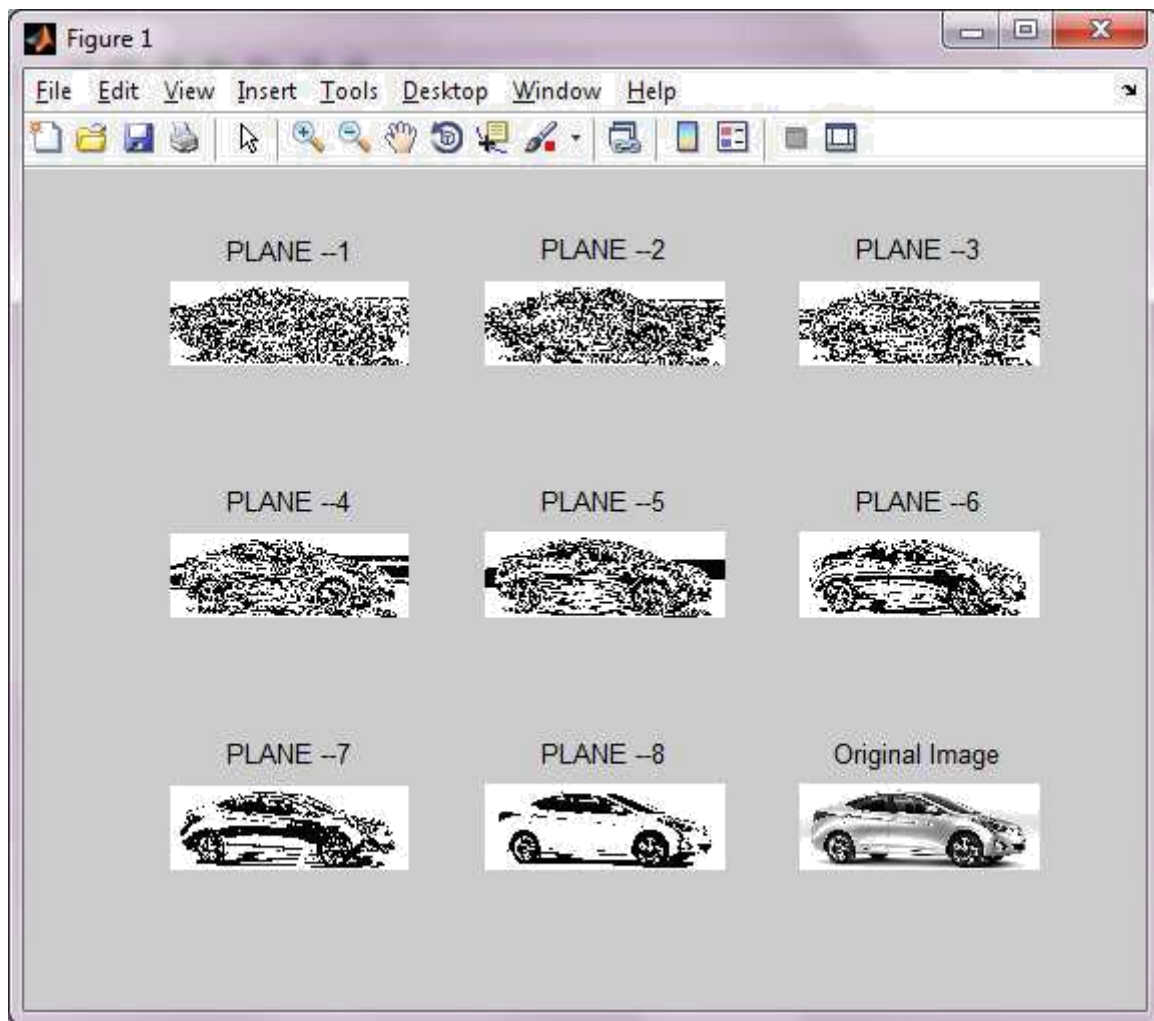 Figure 1
File Edit View Insert Tools Desktop Window Help
PLANE --1 PLANE --2 PLANE --3
PLANE --4 PLANE --5 PLANE --6
PLANE --7 PLANE --8 Original Image